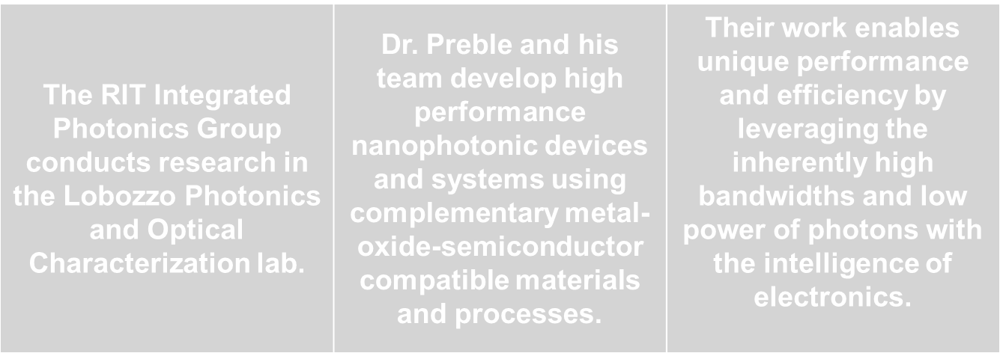 The RIT Integrated
Photonics Group
conducts research in
the Lobozzo Photonics
and Optical
Characterization lab.
Dr. Preble and his
team develop high
performance
nanophotonic devices
and systems using
complementary metal-
oxide-semiconductor
compatible materials
and processes.
Their work enables
unique performance
and efficiency by
leveraging the
inherently high
bandwidths and low
power of photons with
the intelligence of
electronics.